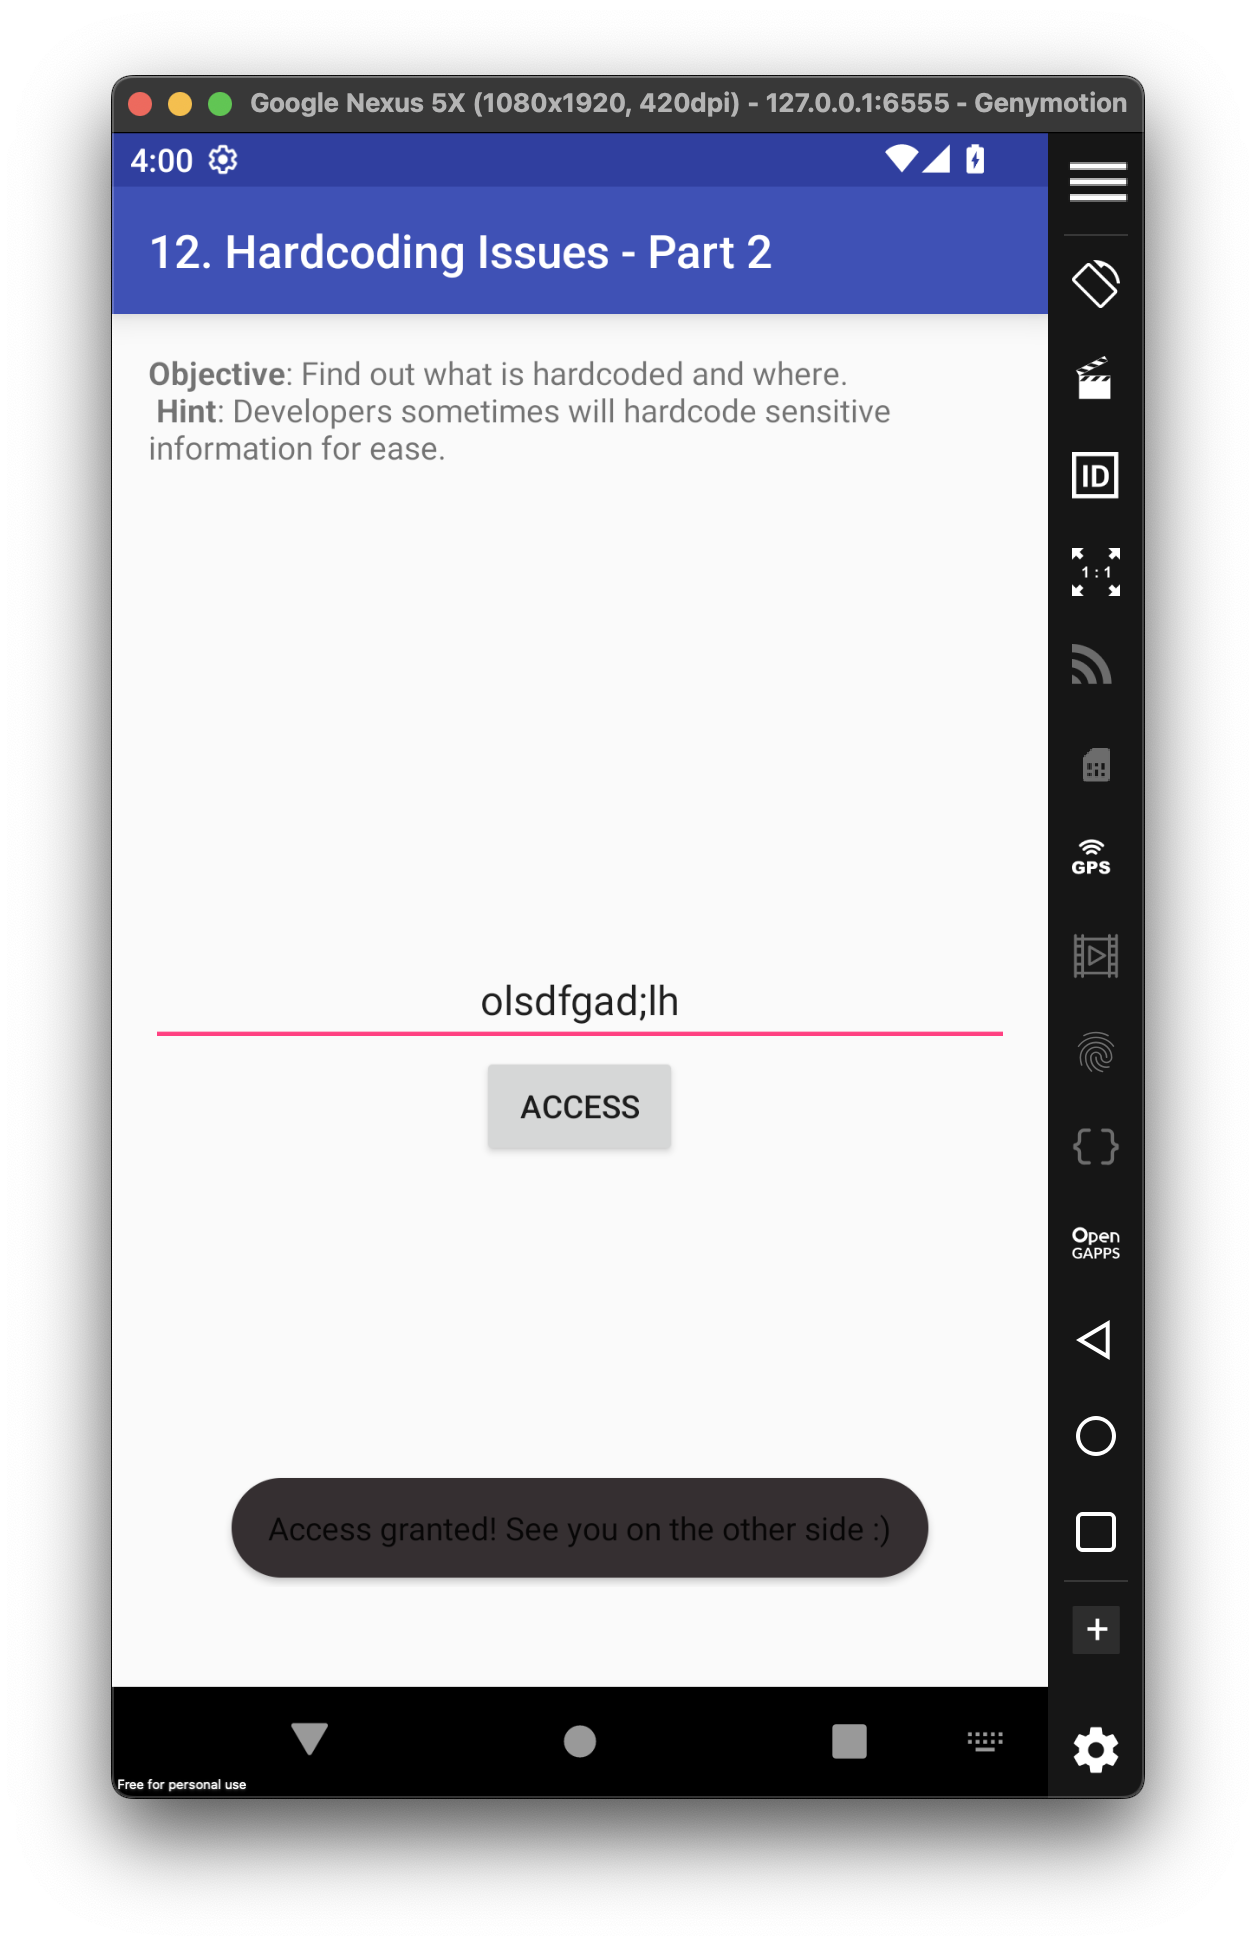 Google Nexus 5X (1080x1920, 420dpi) - 127.0.0.1:6555 - Genymotion
4:00
12. Hardcoding Issues - Part 2
Objective: Find out what is hardcoded and where.
Hint: Developers sometimes will hardcode sensitive
information for ease.
olsdfgad;lh
ACCESS
Access granted! See you on the other side :)
Free for personal use
ID
1:1
GPS
{}
Open
GAPPS
+